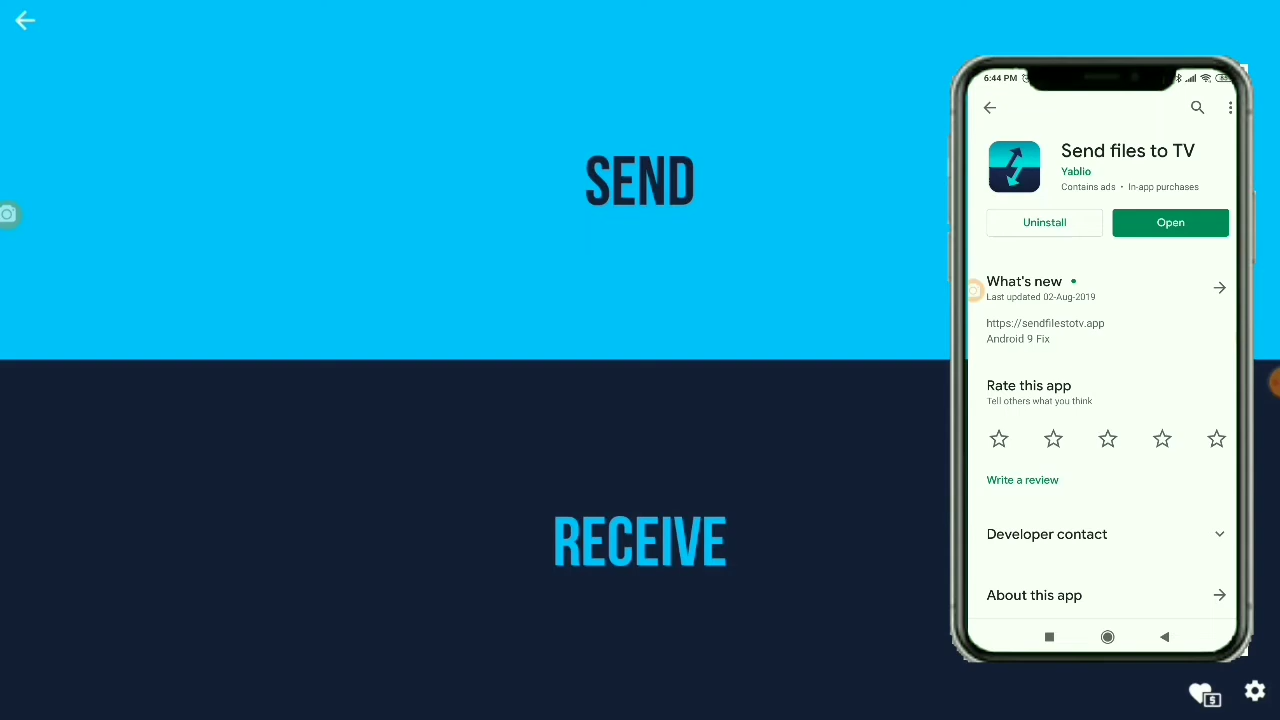 SEND
RECEIVE
6:44 PM
Send files to TV
Yablio
Contains ads • In-app purchases
Uninstall
Open
What's new
Last updated 02-Aug-2019
https://sendfilestotv.app
Android 9 Fix
Rate this app
Tell others what you think
Write a review
Developer contact
About this app
$